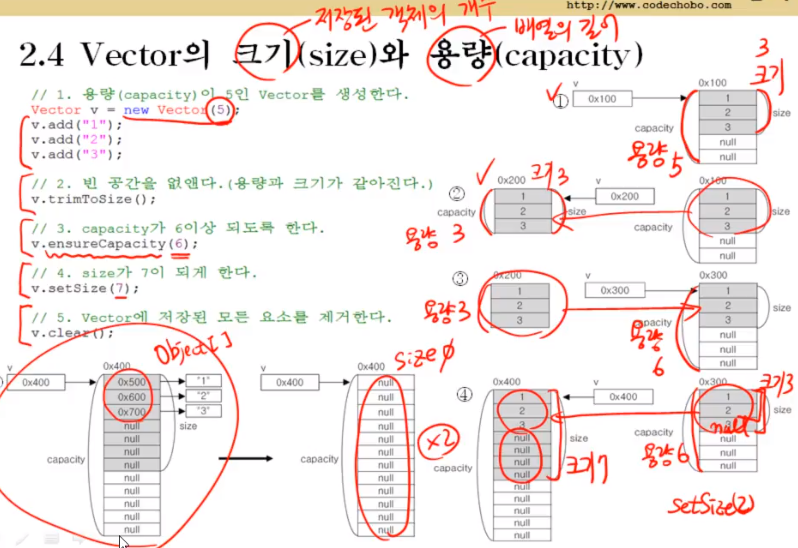 http://www.codechobo.com
저장된 객체의 개수
배열의 길이
2.4 Vector의 크기(size)와 용량(capacity)
// 1. 용량(capacity)이 5인 Vector를 생성한다.
Vector v = new Vector(5);
v.add("1");
v.add("2");
v.add("3");
// 2. 빈 공간을 없앤다.(용량과 크기가 같아진다.)
v.trimToSize();
// 3. capacity가 6이상 되도록 한다.
v.ensureCapacity(6);
// 4. size가 7이 되게 한다.
v.setSize(7);
// 5. Vector에 저장된 모든 요소를 제거한다.
v.clear();
3
크기
①
v
0x100
0x100
1
2
3
null
null
capacity
size
용량 5
②
0x200
크기 3
v
0x200
0x100
capacity
1
2
3
size
용량 3
capacity
1
2
3
null
null
size
③
0x200
v
0x300
0x300
용량 3
1
2
3
capacity
용량
6
1
2
3
null
null
null
size
④
0x400
v
0x400
0x300
크기 3
1
2
3
null
null
null
null
null
null
null
null
null
capacity
size
크기 7
1
2
3
null
null
null
null
capacity
size
용량 6
setSize(2)
Object[]
v
0x400
0x400
0x500
"1"
0x600
"2"
0x700
"3"
null
null
null
null
null
null
null
null
null
capacity
size
v
0x400
0x400
size 0
null
null
null
null
null
null
null
null
null
null
null
null
capacity
x2